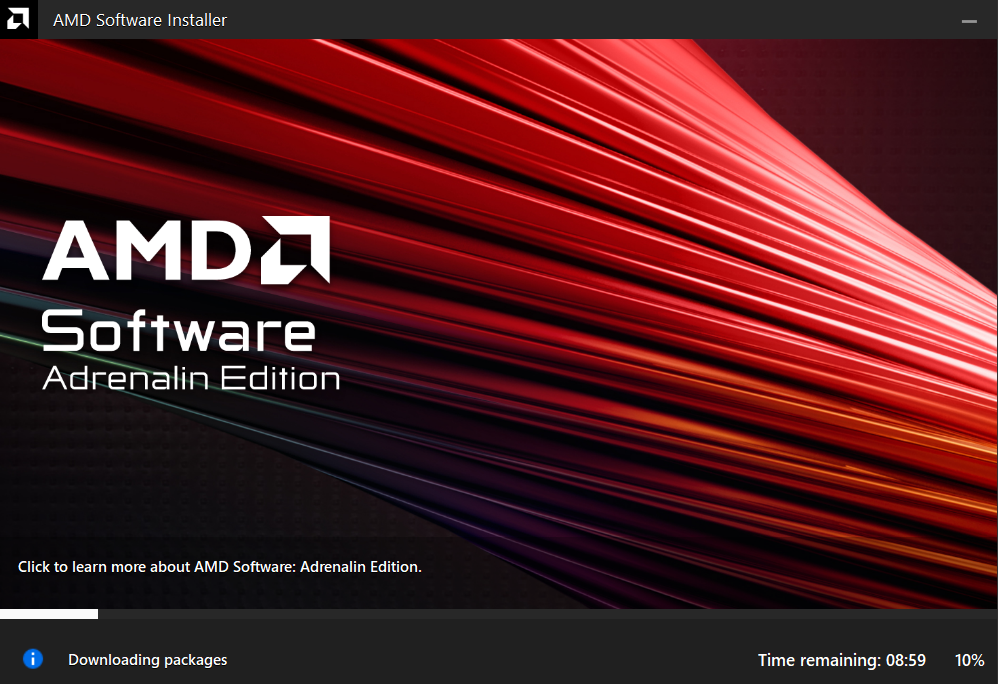 AMD Software Installer
AMD
Software
Adrenalin Edition
Click to learn more about AMD Software: Adrenalin Edition.
Downloading packages
Time remaining: 08:59
10%